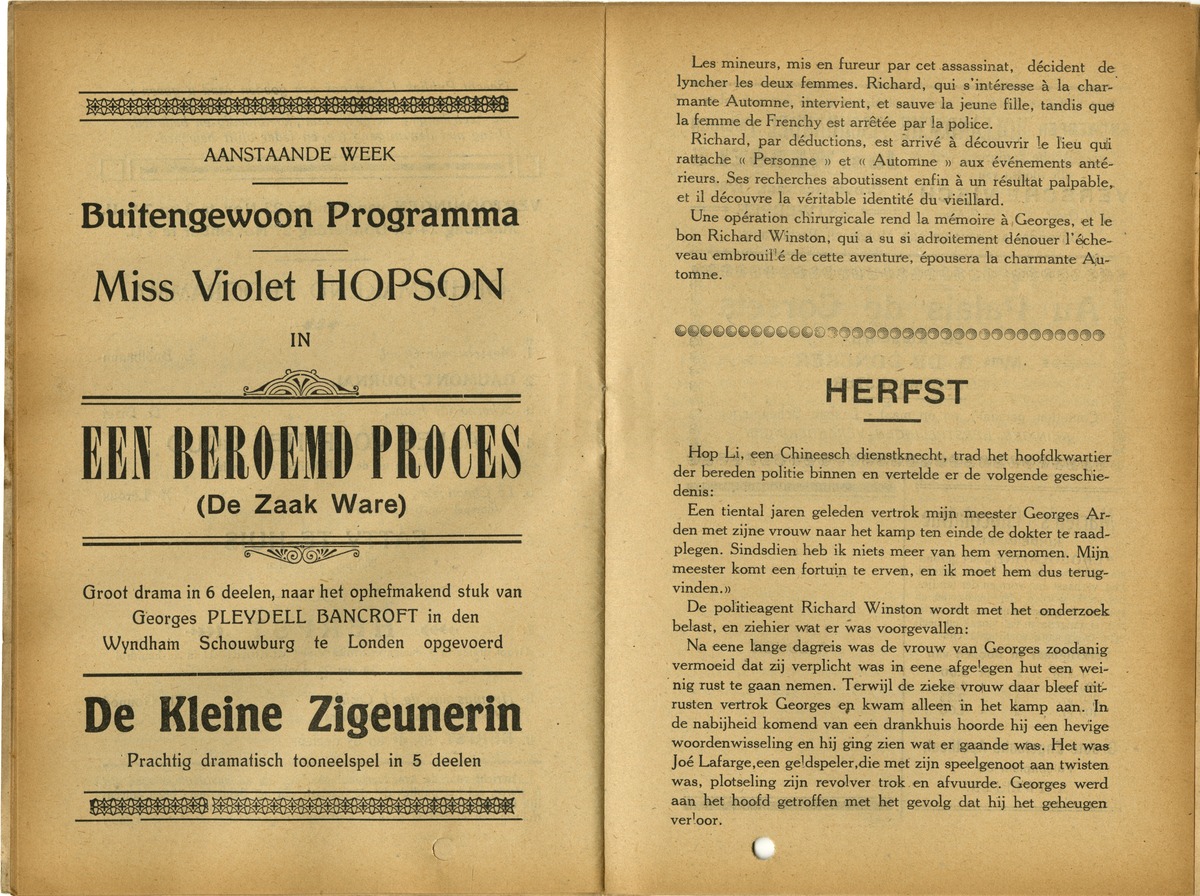 AANSTAANDE WEEK
Buitengewoon Programma
Miss Violet HOPSON
IN
EEN BEROEMD PROCES
(De Zaak Ware)
Groot drama in 6 deelen, naar het ophefmakend stuk van
Georges PLEYDELL BANCROFT in den
Wyndham Schouwburg te Londen opgevoerd
De Kleine Zigeunerin
Prachtig dramatisch tooneelspel in 5 deelen
Les mineurs, mis en fureur par cet assassinat, décident de
lyncher les deux femmes. Richard, qui s'intéresse à la char-
mante Automne, intervient, et sauve la jeune fille, tandis que
la femme de Frenchy est arrêtée par la police.
Richard, par déductions, est arrivé à découvrir le lieu qui
rattache « Personne » et « Automne » aux événements anté-
rieurs. Ses recherches aboutissent enfin à un résultat palpable,
et il découvre la véritable identité du vieillard.
Une opération chirurgicale rend la mémoire à Georges, et le
bon Richard Winston, qui a su si adroitement dénouer l'éche-
veau embrouillé de cette aventure, épousera la charmante Au-
tomne.
HERFST
Hop Li, een Chineesch dienstknecht, trad het hoofdkwartier
der bereden politie binnen en vertelde er de volgende geschie-
denis:
Een tiental jaren geleden vertrok mijn meester Georges Ar-
den met zijne vrouw naar het kamp ten einde de dokter te raad-
plegen. Sindsdien heb ik niets meer van hem vernomen. Mijn
meester komt een fortuin te erven, en ik moet hem dus terug-
vinden.»
De politieagent Richard Winston wordt met het onderzoek
belast, en ziehier wat er was voorgevallen:
Na eene lange dagreis was de vrouw van Georges zoodanig
vermoeid dat zij verplicht was in eene afgelegen hut een wei-
nig rust te gaan nemen. Terwijl de zieke vrouw daar bleef uit-
rusten vertrok Georges en kwam alleen in het kamp aan. In
de nabijheid komend van een drankhuis hoorde hij een hevige
woordenwisseling en hij ging zien wat er gaande was. Het was
Joé Lafarge,een geldspeler,die met zijn speelgenoot aan twisten
was, plotseling zijn revolver trok en afvuurde. Georges werd
aan het hoofd getroffen met het gevolg dat hij het geheugen
verloor.